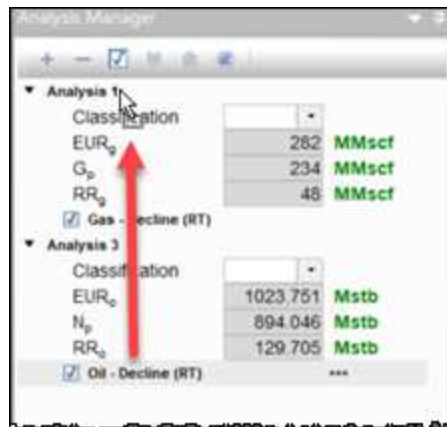 Analysis Manager
Analysis 1
Classification
EURg 282 MMscf
Gp 234 MMscf
RRg 48 MMscf
Gas - Decline (RT)
Analysis 3
Classification
EURo 1023.751 Mstb
Np 894.046 Mstb
RRo 129.705 Mstb
Oil - Decline (RT) ...